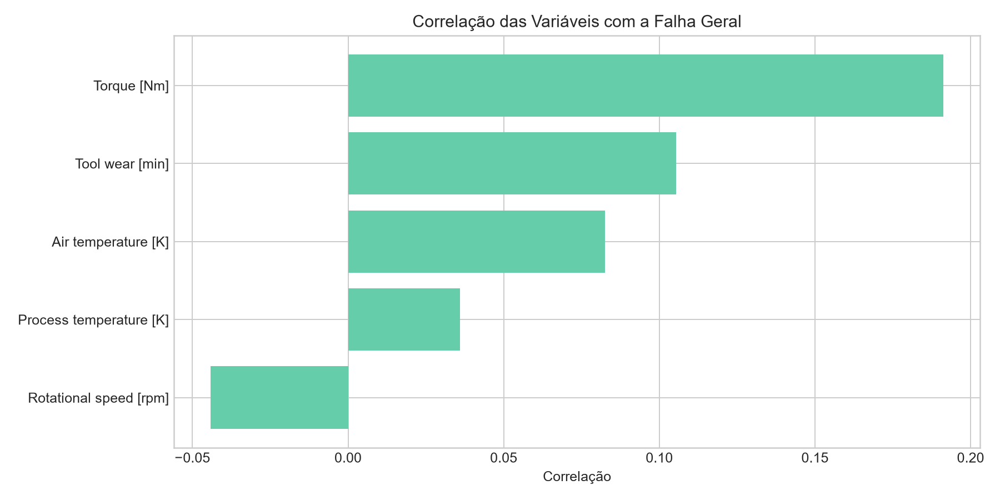 Correlação das Variáveis com a Falha Geral
Torque [Nm]
Tool wear [min]
Air temperature [K]
Process temperature [K]
Rotational speed [rpm]
−0.05 0.00 0.05 0.10 0.15 0.20
Correlação